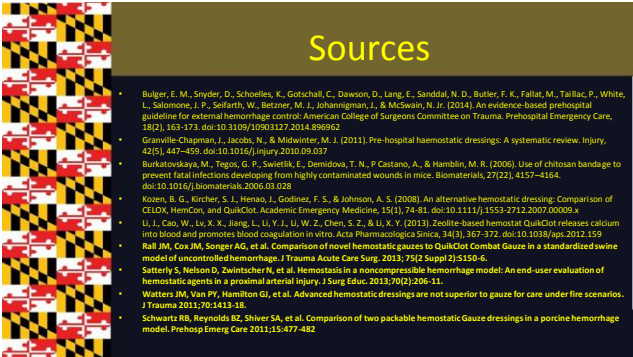 Sources
• Bulger, E. M., Snyder, D., Schoelles, K., Gotschall, C., Dawson, D., Lang, E., Sanddal, N. D., Butler, F. K., Fallat, M., Taillac, P., White,
L., Salomone, J. P., Seifarth, W., Betzner, M. J., Johannigman, J., & McSwain, N. Jr. (2014). An evidence-based prehospital
guideline for external hemorrhage control: American College of Surgeons Committee on Trauma. Prehospital Emergency Care,
18(2), 163-173. doi:10.3109/10903127.2014.896962
• Granville-Chapman, J., Jacobs, N., & Midwinter, M. J. (2011). Pre-hospital haemostatic dressings: A systematic review. Injury,
42(5), 447–459. doi:10.1016/j.injury.2010.09.037
• Burkatovskaya, M., Tegos, G. P., Swietlik, E., Demidova, T. N., P Castano, A., & Hamblin, M. R. (2006). Use of chitosan bandage to
prevent fatal infections developing from highly contaminated wounds in mice. Biomaterials, 27(22), 4157–4164.
doi:10.1016/j.biomaterials.2006.03.028
• Kozen, B. G., Kircher, S. J., Henao, J., Godinez, F. S., & Johnson, A. S. (2008). An alternative hemostatic dressing: Comparison of
CELOX, HemCon, and QuikClot. Academic Emergency Medicine, 15(1), 74-81. doi:10.1111/j.1553-2712.2007.00009.x
• Li, J., Cao, W., Lv, X. X., Jiang, L., Li, Y. J., Li, W. Z., Chen, S. Z., & Li, X. Y. (2013). Zeolite-based hemostat QuikClot releases calcium
into blood and promotes blood coagulation in vitro. Acta Pharmacologica Sinica, 34(3), 367-372. doi:10.1038/aps.2012.159
• Rall JM, Cox JM, Songer AG, et al. Comparison of novel hemostatic gauzes to QuikClot Combat Gauze in a standardized swine
model of uncontrolled hemorrhage. J Trauma Acute Care Surg. 2013; 75(2 Suppl 2):S150-6.
• Satterly S, Nelson D, Zwintscher N, et al. Hemostasis in a noncompressible hemorrhage model: An end-user evaluation of
hemostatic agents in a proximal arterial injury. J Surg Educ. 2013;70(2):206-11.
• Watters JM, Van PY, Hamilton GJ, et al. Advanced hemostatic dressings are not superior to gauze for care under fire scenarios.
J Trauma 2011;70:1413-18.
• Schwartz RB, Reynolds BZ, Shiver SA, et al. Comparison of two packable hemostatic Gauze dressings in a porcine hemorrhage
model. Prehosp Emerg Care 2011;15:477-482